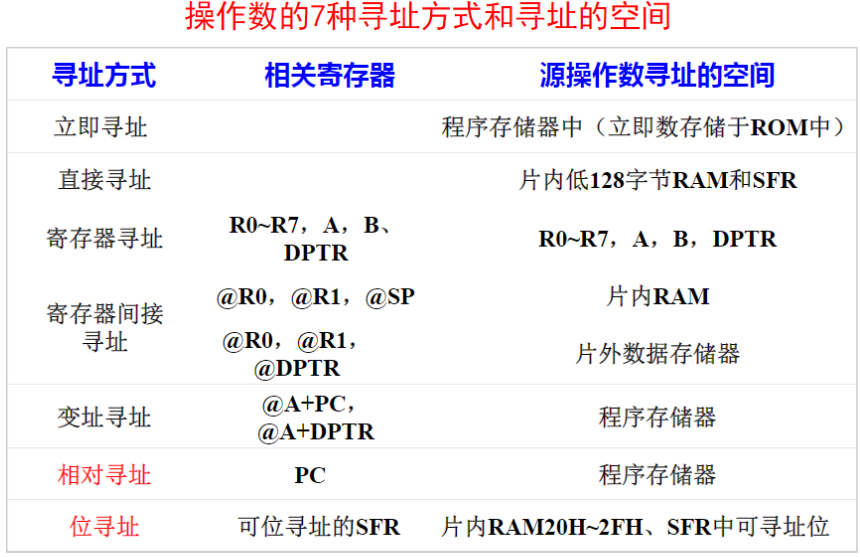 操作数的7种寻址方式和寻址的空间
寻址方式 相关寄存器 源操作数寻址的空间
立即寻址 程序存储器中（立即数存储于ROM中）
直接寻址 片内低128字节RAM和SFR
寄存器寻址 R0~R7，A，B、 R0~R7，A，B，DPTR
DPTR
寄存器间接 @R0，@R1，@SP 片内RAM
寻址 @R0，@R1， 片外数据存储器
@DPTR
变址寻址 @A+PC， 程序存储器
@A+DPTR
相对寻址 PC 程序存储器
位寻址 可位寻址的SFR 片内RAM20H~2FH、SFR中可寻址位